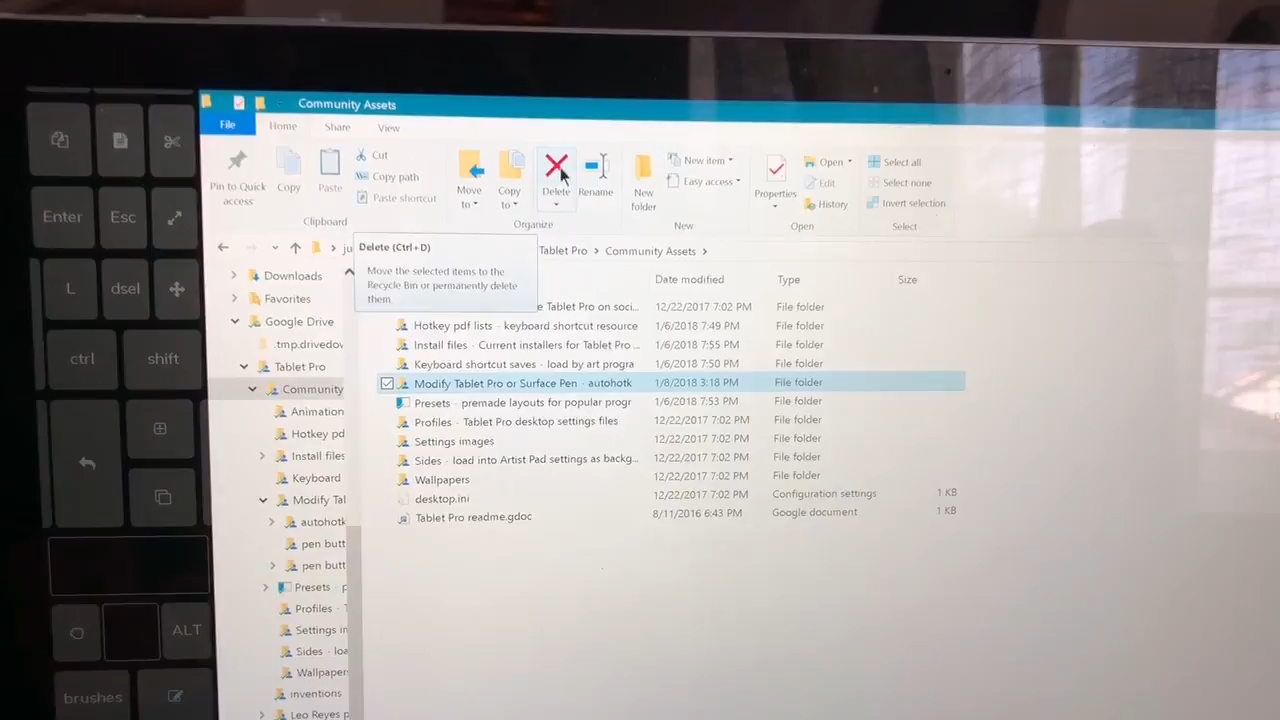 Community Assets
File
Home
Share
View
Pin to Quick access
Copy
Paste
Cut
Copy path
Paste shortcut
Clipboard
Move to
Copy to
Delete
Rename
Organize
New folder
New item
Easy access
New
Properties
Open
Edit
History
Open
Select all
Select none
Invert selection
Select
ju
Tablet Pro > Community Assets >
Delete (Ctrl+D)
Move the selected items to the
Recycle Bin or permanently delete
them.
Date modified
Type
Size
e Tablet Pro on soci... 12/22/2017 7:02 PM File folder
Hotkey pdf lists - keyboard shortcut resource 1/6/2018 7:49 PM File folder
Install files - Current installers for Tablet Pro ... 1/6/2018 7:55 PM File folder
Keyboard shortcut saves - load by art progra 1/6/2018 7:50 PM File folder
Modify Tablet Pro or Surface Pen - autohotk 1/8/2018 3:18 PM File folder
Presets - premade layouts for popular progr 1/6/2018 7:53 PM File folder
Profiles - Tablet Pro desktop settings files 12/22/2017 7:02 PM File folder
Settings images 12/22/2017 7:02 PM File folder
Sides - load into Artist Pad settings as backg... 12/22/2017 7:02 PM File folder
Wallpapers 12/22/2017 7:02 PM File folder
desktop.ini 12/22/2017 7:02 PM Configuration settings 1 KB
Tablet Pro readme.gdoc 8/11/2016 6:43 PM Google document 1 KB
Downloads
Favorites
Google Drive
.tmp.drivedov
Tablet Pro
Community
Animation
Hotkey pd
Install files
Keyboard
Modify Tal
autohotk
pen butt
pen butt
Presets - p
Profiles - T
Settings in
Sides - loa
Wallpaper
inventions
Leo Reyes p
Enter
Esc
L
dsel
ctrl
shift
ALT
brushes